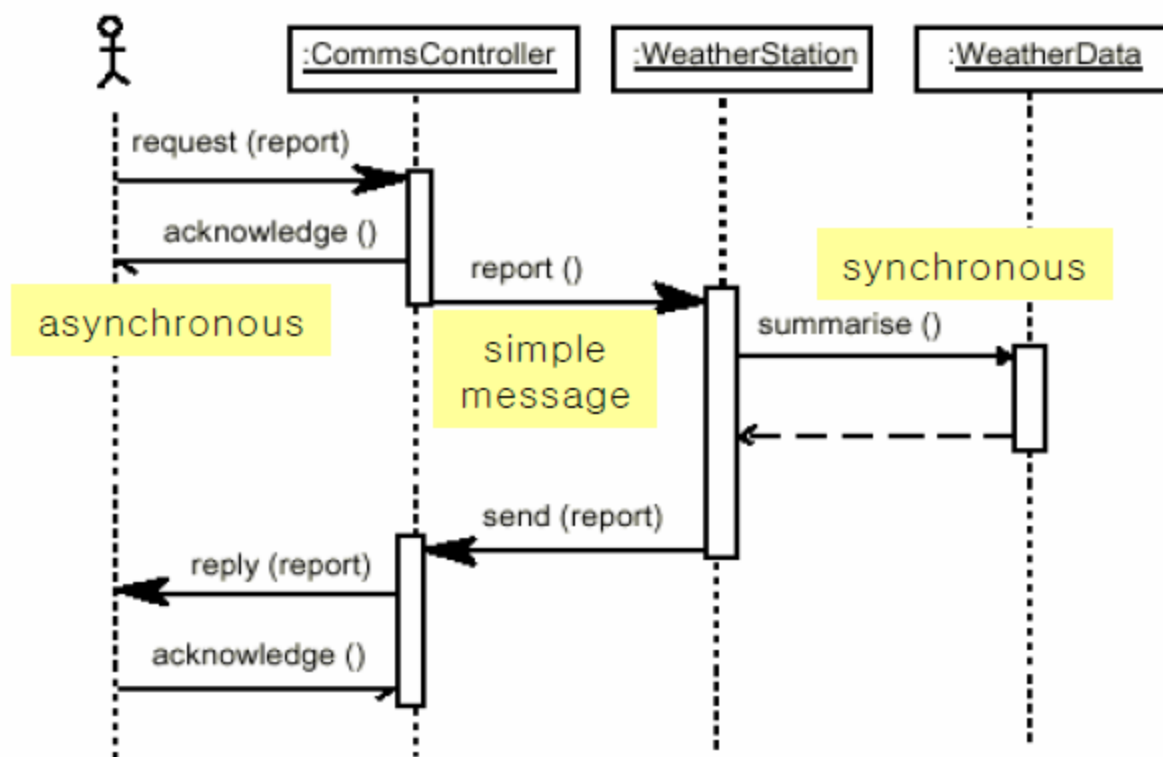 :CommsController
:WeatherStation
:WeatherData
request (report)
acknowledge ()
report ()
synchronous
asynchronous
summarise ()
simple
message
send (report)
reply (report)
acknowledge ()